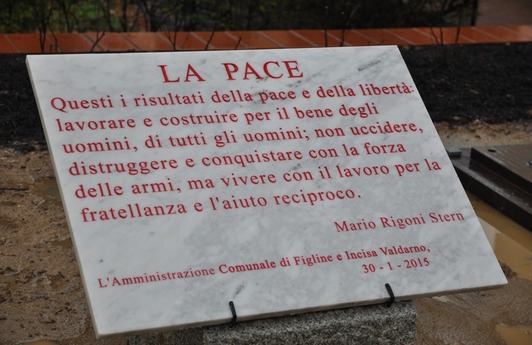 LA PACE
Questi i risultati della pace e della libertà:
lavorare e costruire per il bene degli
uomini, di tutti gli uomini; non uccidere,
distruggere e conquistare con la forza
delle armi, ma vivere con il lavoro per la
fratellanza e l'aiuto reciproco.
Mario Rigoni Stern
L'Amministrazione Comunale di Figline e Incisa Valdarno,
30 - 1 - 2015